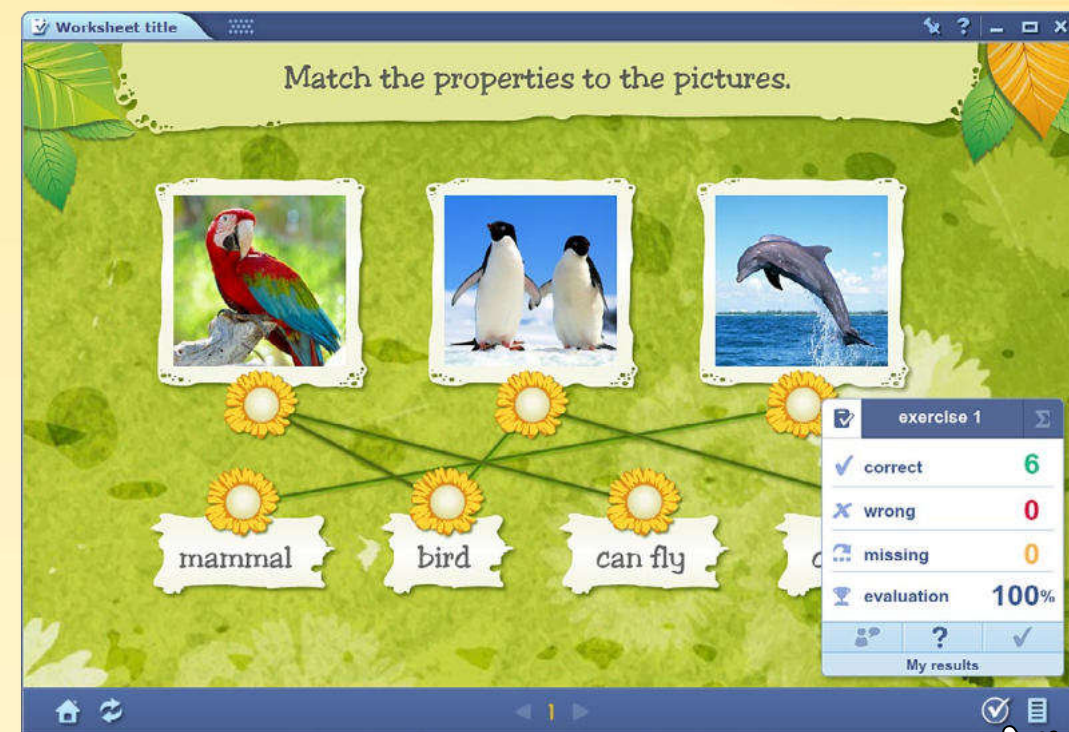 Worksheet title
Match the properties to the pictures.
mammal
bird
can fly
exercise 1
correct 6
wrong 0
missing 0
evaluation 100%
?
My results
1